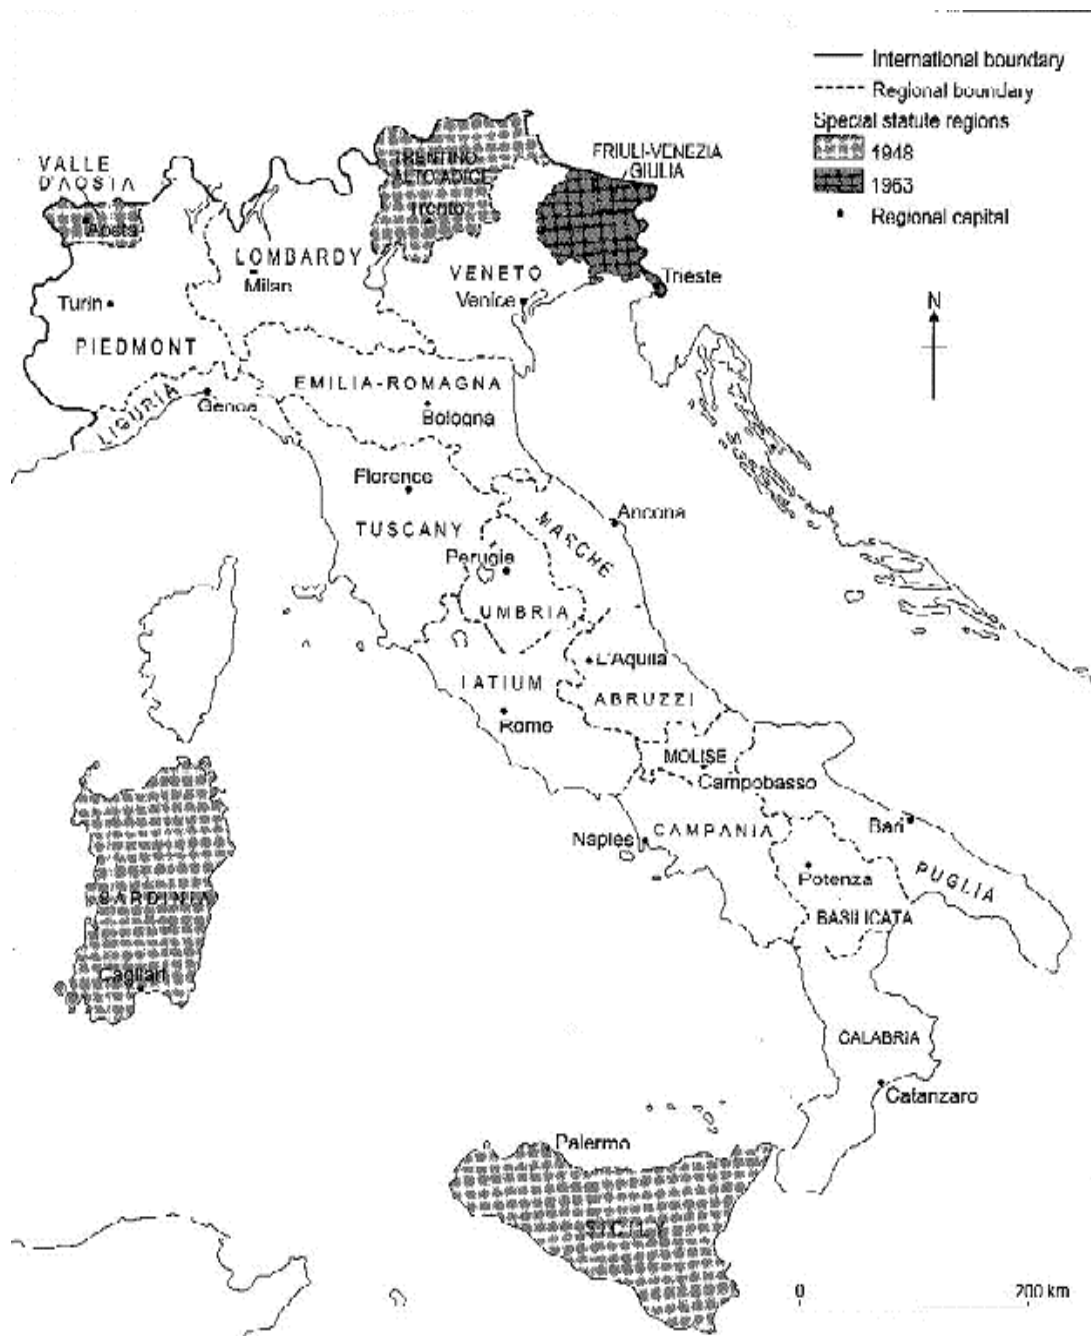 International boundary
Regional boundary
Special statute regions
1948
1963
Regional capital
VALLE
D'AOSTA
Aosta
TRENTINO
ALTO ADIGE
Trento
FRIULI-VENEZIA
GIULIA
LOMBARDY
Milan
VENETO
Venice
Trieste
Turin
PIEDMONT
N
EMILIA-ROMAGNA
Bologna
LIGURIA
Genoa
Florence
TUSCANY
MARCHE
Ancona
Perugia
UMBRIA
L'Aquila
LATIUM
ABRUZZI
Rome
MOLISE
Campobasso
Naples
CAMPANIA
Bari
PUGLIA
Potenza
BASILICATA
SARDINIA
Cagliari
CALABRIA
Catanzaro
Palermo
SICILY
0
200 km